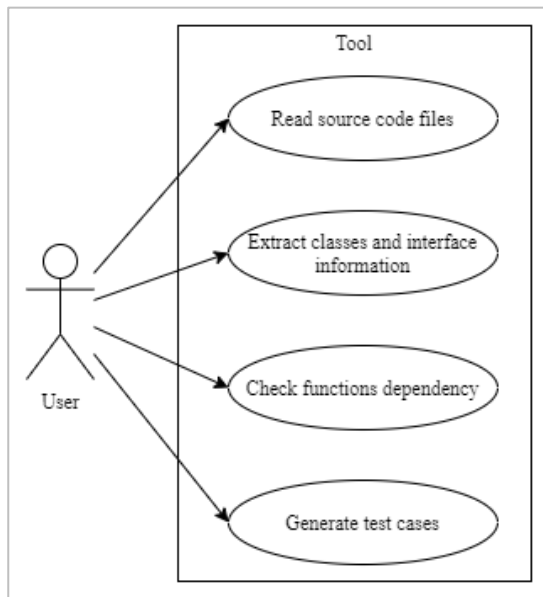 Tool
Read source code files
Extract classes and interface
information
Check functions dependency
User
Generate test cases